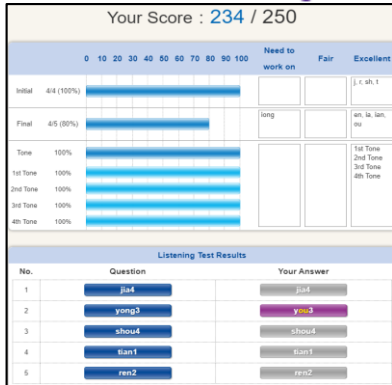 Your Score : 234 / 250
0 10 20 30 40 50 60 70 80 90 100
Need to work on
Fair
Excellent
Initial 4/4 (100%)
j, r, sh, t
Final 4/5 (80%)
iong
en, ia, ian, ou
Tone 100%
1st Tone
2nd Tone
3rd Tone
4th Tone
1st Tone 100%
2nd Tone 100%
3rd Tone 100%
4th Tone 100%
Listening Test Results
No. Question Your Answer
1 jia4 jia4
2 yong3 you3
3 shou4 shou4
4 tian1 tian1
5 ren2 ren2